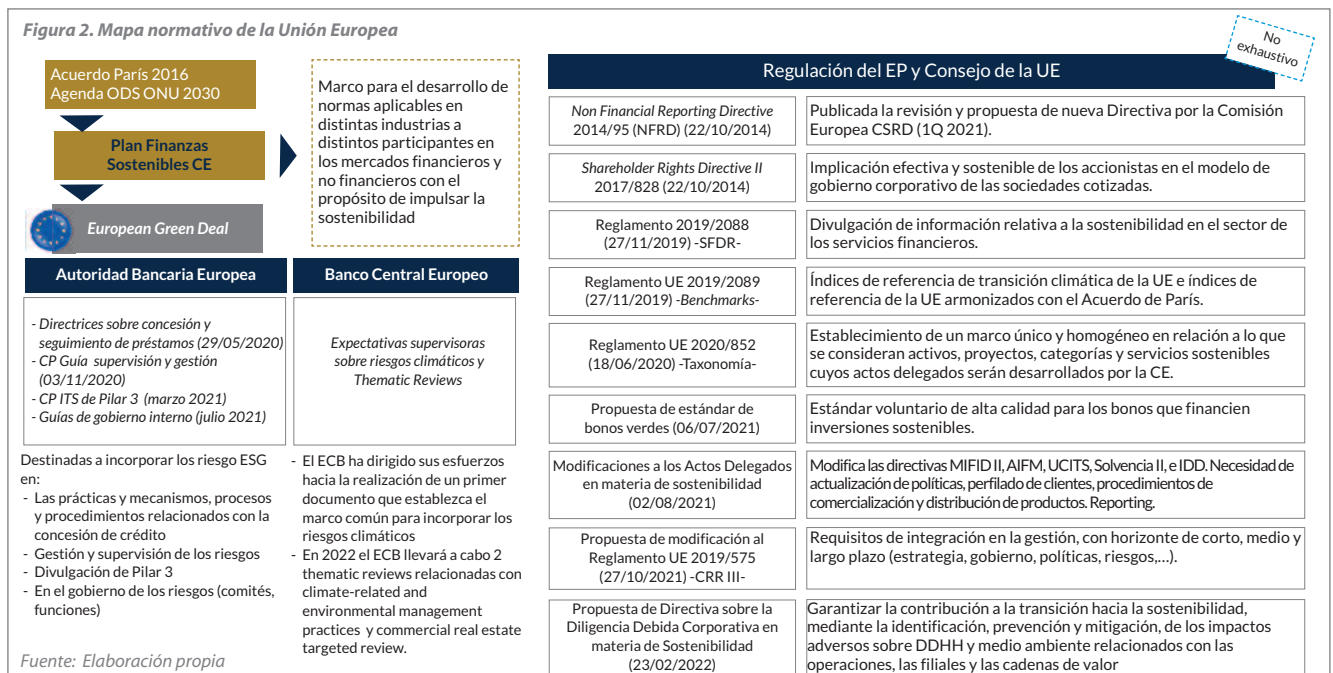 Figura 2. Mapa normativo de la Unión Europea
No
exhaustivo
Acuerdo París 2016
Agenda ODS ONU 2030
Plan Finanzas
Sostenibles CE
European Green Deal
Marco para el desarrollo de
normas aplicables en
distintas industrias a
distintos participantes en
los mercados financieros y
no financieros con el
propósito de impulsar la
sostenibilidad
Autoridad Bancaria Europea
- Directrices sobre concesión y
seguimiento de préstamos (29/05/2020)
- CP Guía supervisión y gestión
(03/11/2020)
- CP ITS de Pilar 3 (marzo 2021)
- Guías de gobierno interno (julio 2021)
Destinadas a incorporar los riesgo ESG
en:
- Las prácticas y mecanismos, procesos
y procedimientos relacionados con la
concesión de crédito
- Gestión y supervisión de los riesgos
- Divulgación de Pilar 3
- En el gobierno de los riesgos (comités,
funciones)
Banco Central Europeo
Expectativas supervisoras
sobre riesgos climáticos y
Thematic Reviews
- El ECB ha dirigido sus esfuerzos
hacia la realización de un primer
documento que establezca el
marco común para incorporar los
riesgos climáticos
- En 2022 el ECB llevará a cabo 2
thematic reviews relacionadas con
climate-related and
environmental management
practices y commercial real estate
targeted review.
Regulación del EP y Consejo de la UE
Non Financial Reporting Directive
2014/95 (NFRD) (22/10/2014)
Publicada la revisión y propuesta de nueva Directiva por la Comisión
Europea CSRD (1Q 2021).
Shareholder Rights Directive II
2017/828 (22/10/2014)
Implicación efectiva y sostenible de los accionistas en el modelo de
gobierno corporativo de las sociedades cotizadas.
Reglamento 2019/2088
(27/11/2019) -SFDR-
Divulgación de información relativa a la sostenibilidad en el sector de
los servicios financieros.
Reglamento UE 2019/2089
(27/11/2019) -Benchmarks-
Índices de referencia de transición climática de la UE e índices de
referencia de la UE armonizados con el Acuerdo de París.
Reglamento UE 2020/852
(18/06/2020) -Taxonomía-
Establecimiento de un marco único y homogéneo en relación a lo que
se consideran activos, proyectos, categorías y servicios sostenibles
cuyos actos delegados serán desarrollados por la CE.
Propuesta de estándar de
bonos verdes (06/07/2021)
Estándar voluntario de alta calidad para los bonos que financien
inversiones sostenibles.
Modificaciones a los Actos Delegados
en materia de sostenibilidad
(02/08/2021)
Modifica las directivas MIFID II, AIFM, UCITS, Solvencia II, e IDD. Necesidad de
actualización de políticas, perfilado de clientes, procedimientos de
comercialización y distribución de productos. Reporting.
Propuesta de modificación al
Reglamento UE 2019/575
(27/10/2021) -CRR III-
Requisitos de integración en la gestión, con horizonte de corto, medio y
largo plazo (estrategia, gobierno, políticas, riesgos,…).
Propuesta de Directiva sobre la
Diligencia Debida Corporativa en
materia de Sostenibilidad
(23/02/2022)
Garantizar la contribución a la transición hacia la sostenibilidad,
mediante la identificación, prevención y mitigación, de los impactos
adversos sobre DDHH y medio ambiente relacionados con las
operaciones, las filiales y las cadenas de valor
Fuente: Elaboración propia